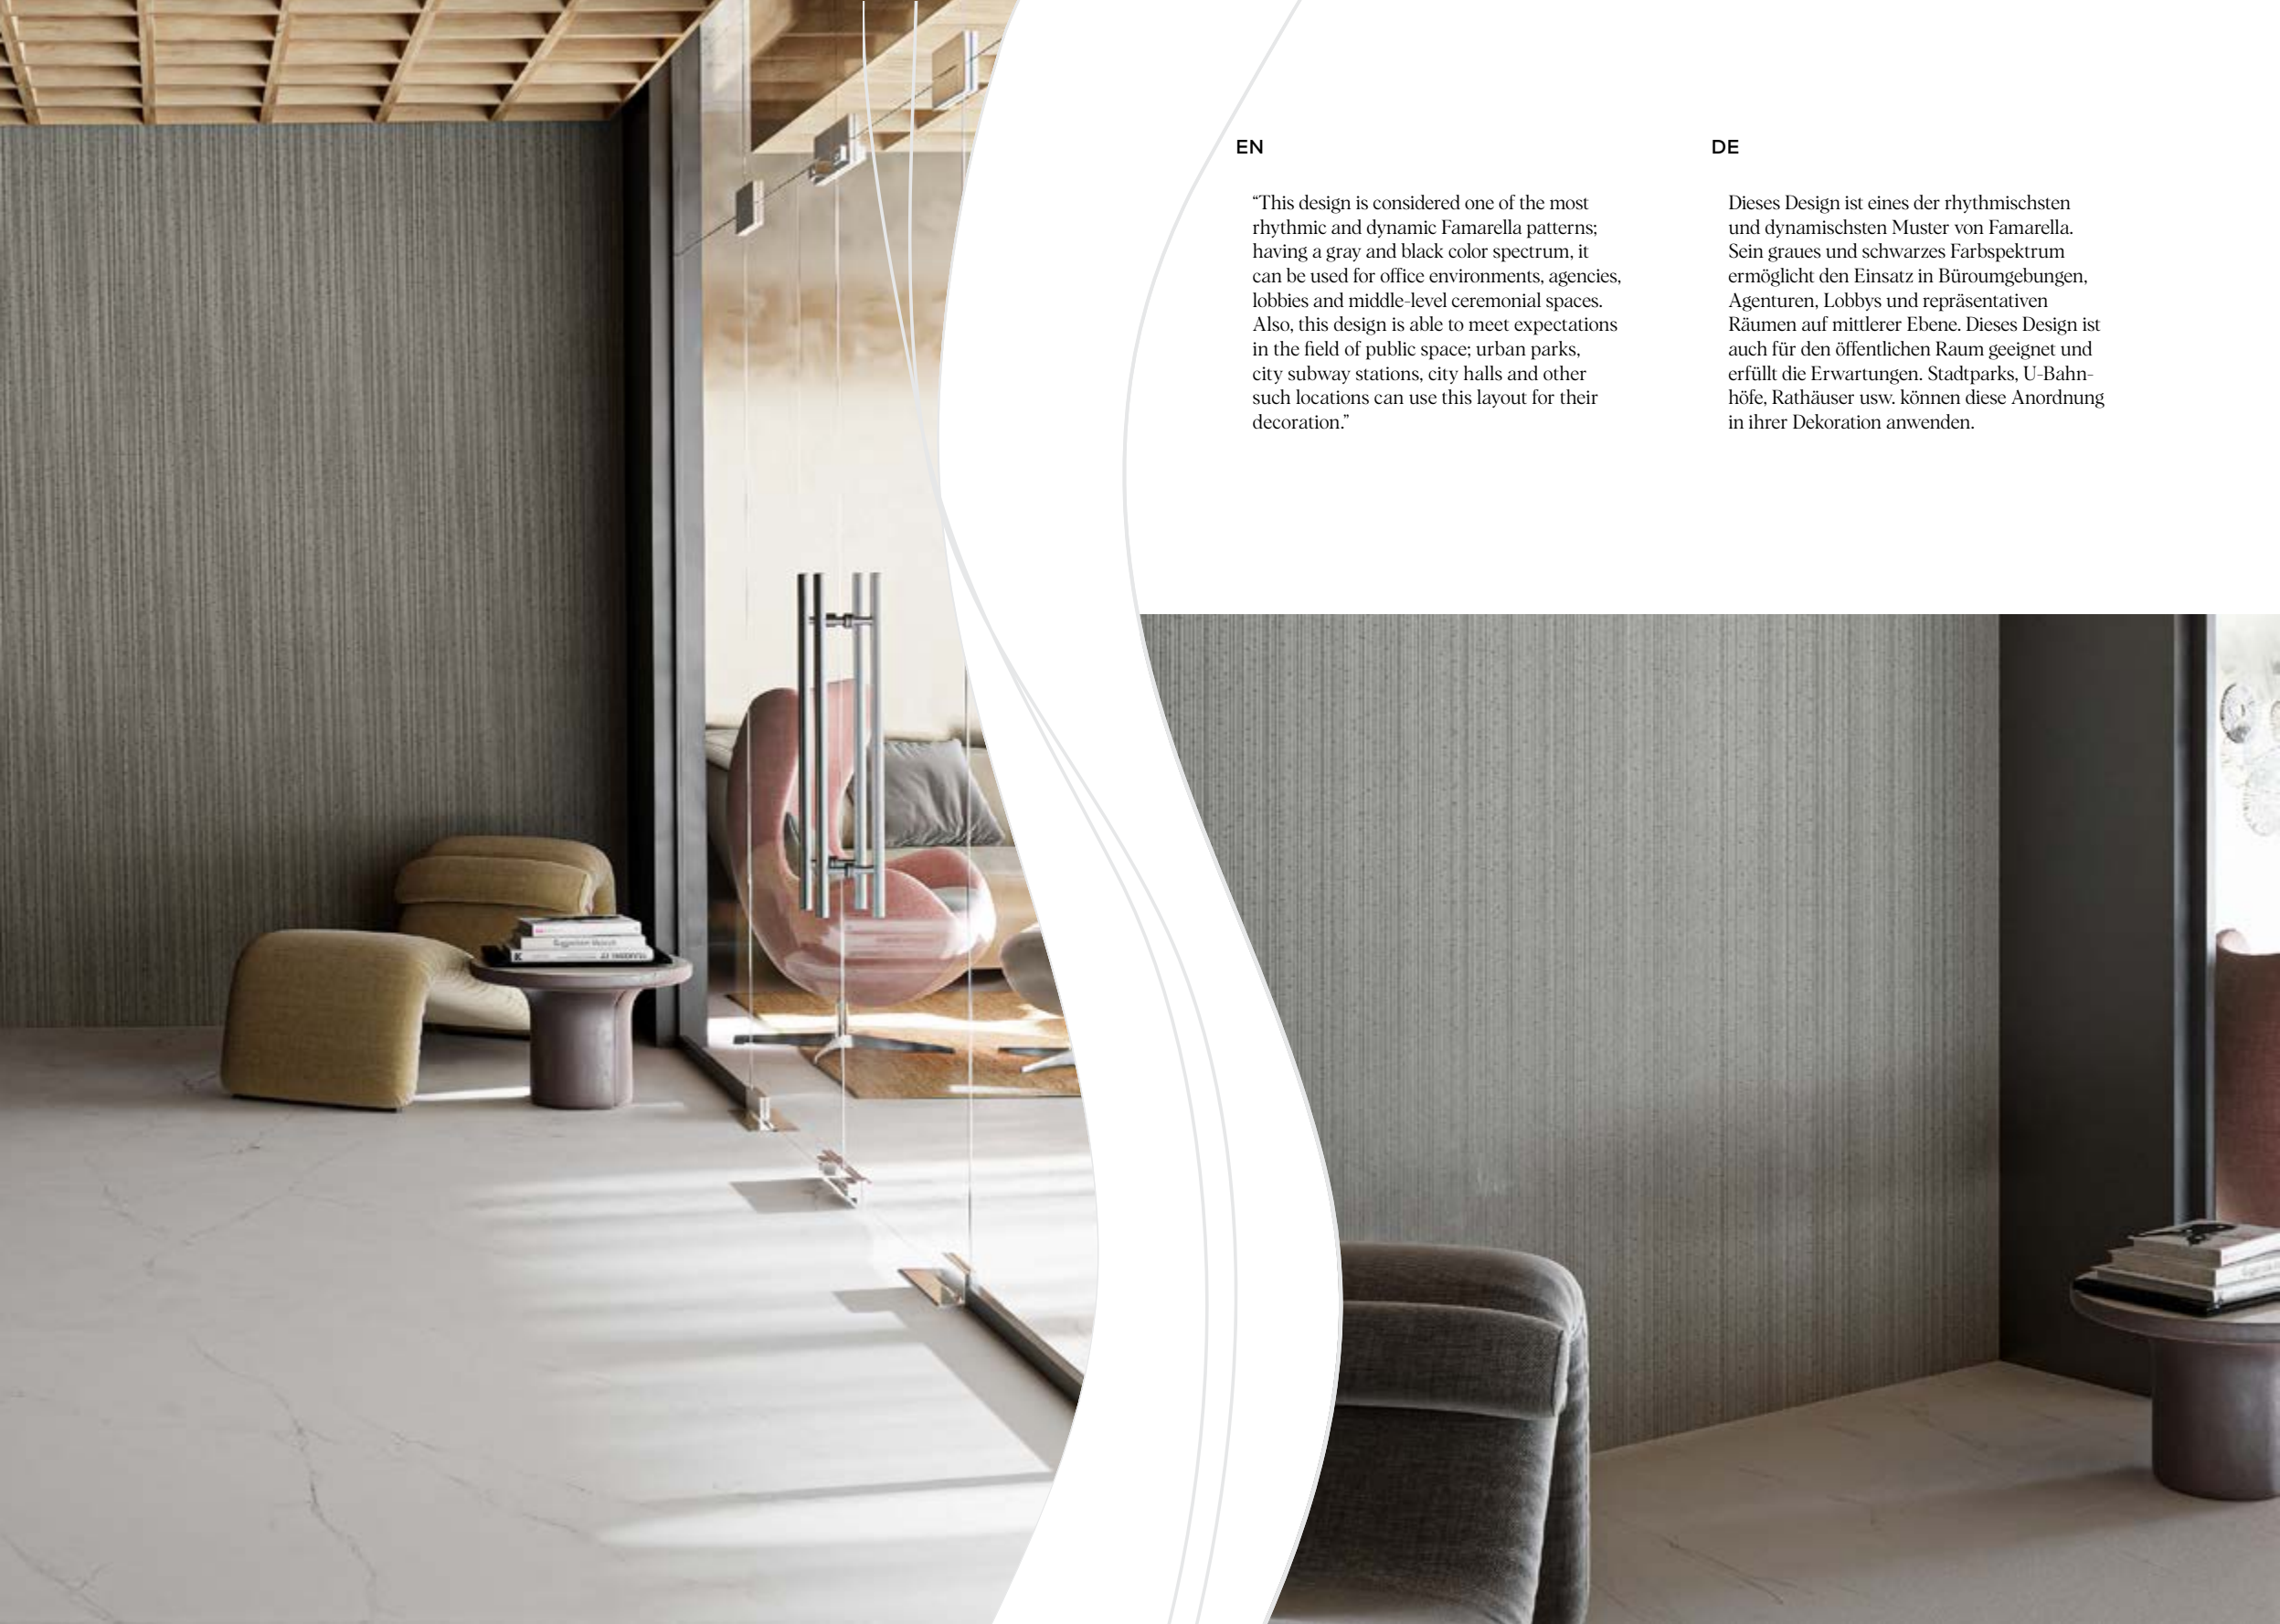 EN
“This design is considered one of the most
rhythmic and dynamic Famarella patterns;
having a gray and black color spectrum, it
can be used for office environments, agencies,
lobbies and middle-level ceremonial spaces.
Also, this design is able to meet expectations
in the field of public space; urban parks,
city subway stations, city halls and other
such locations can use this layout for their
decoration.”
DE
Dieses Design ist eines der rhythmischsten
und dynamischsten Muster von Famarella.
Sein graues und schwarzes Farbspektrum
ermöglicht den Einsatz in Büroumgebungen,
Agenturen, Lobbys und repräsentativen
Räumen auf mittlerer Ebene. Dieses Design ist
auch für den öffentlichen Raum geeignet und
erfüllt die Erwartungen. Stadtparks, U-Bahn-
höfe, Rathäuser usw. können diese Anordnung
in ihrer Dekoration anwenden.